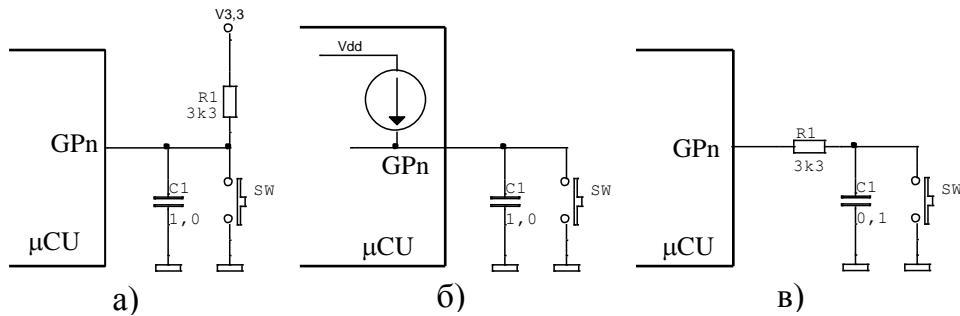 V3,3
R1
3k3
GPn
C1
1,0
SW
μCU
а)
Vdd
GPn
C1
1,0
SW
μCU
б)
GPn
R1
3k3
C1
0,1
SW
μCU
в)